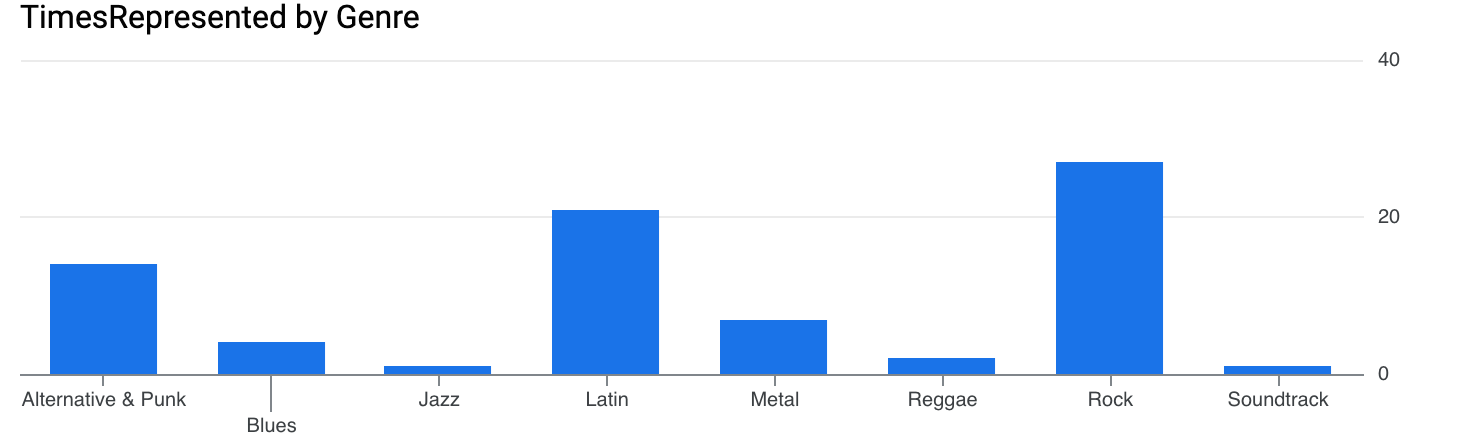 TimesRepresented by Genre
40
20
0
Alternative & Punk
Blues
Jazz
Latin
Metal
Reggae
Rock
Soundtrack